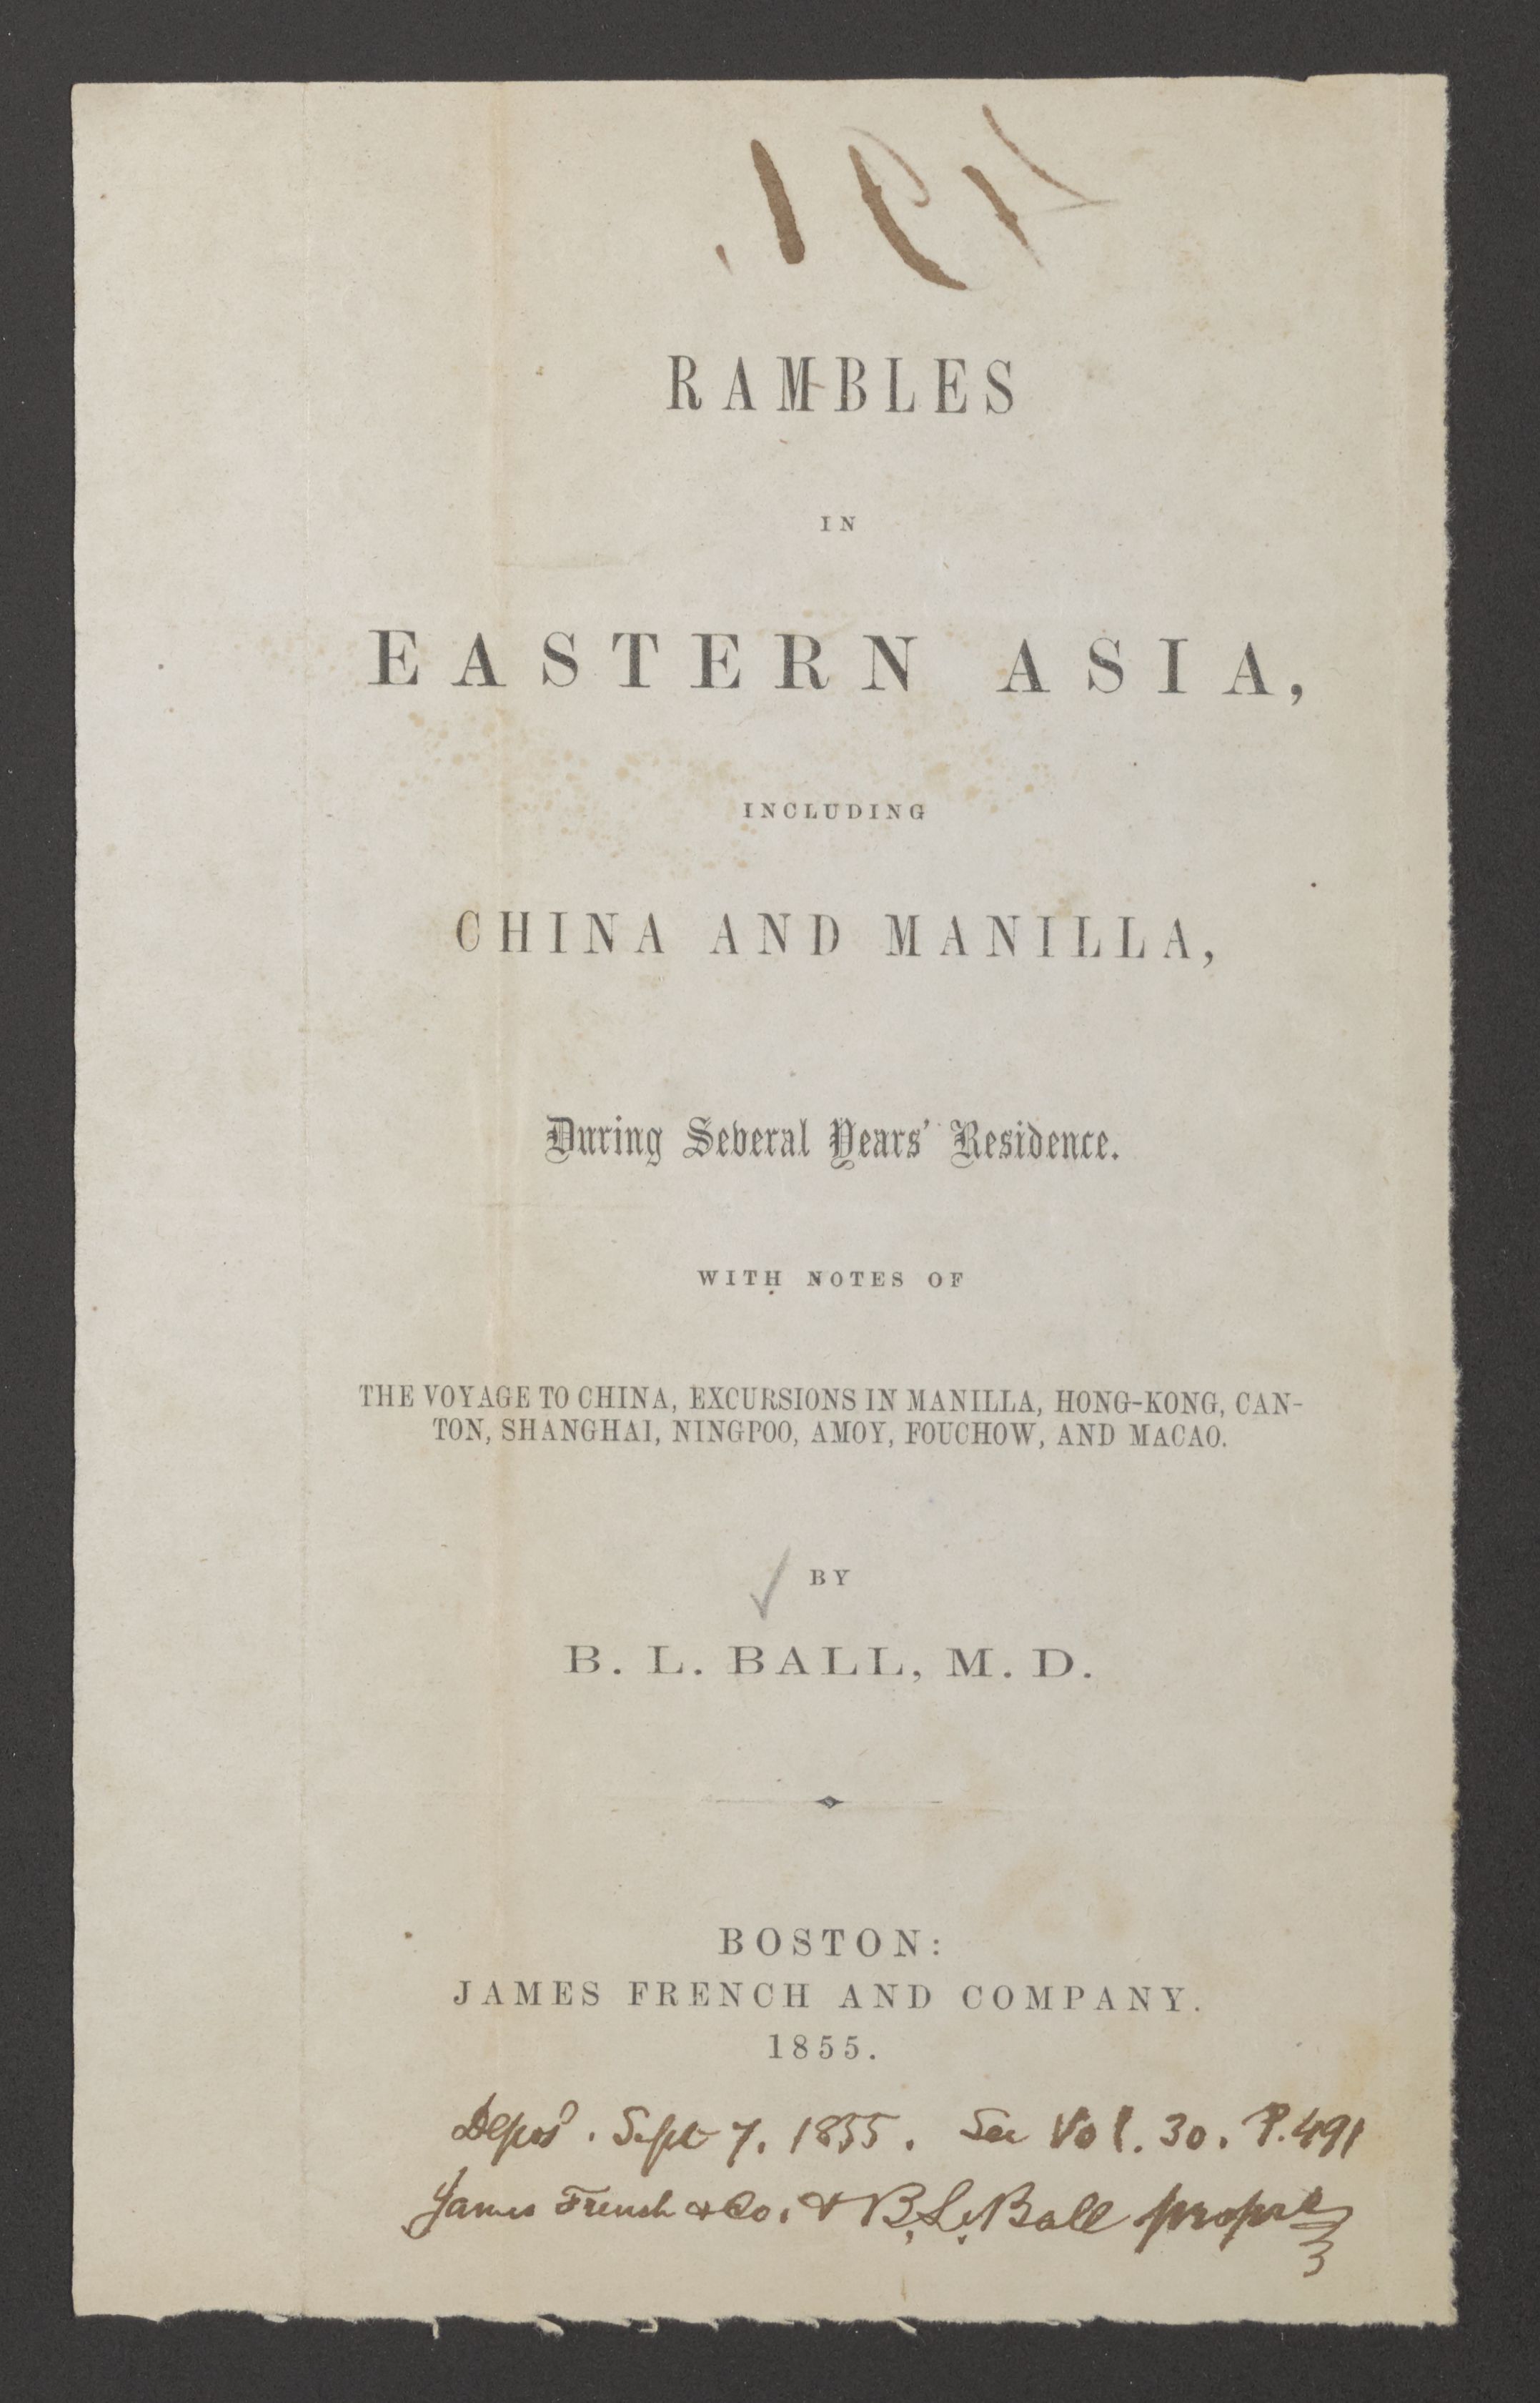 RAMBLES
IN
EASTERN ASIA,
INCLUDING
CHINA AND MANILLA,
During Several Years' Residence.
WITH NOTES OF
THE VOYAGE TO CHINA, EXCURSIONS IN MANILLA, HONG-KONG, CAN-
TON, SHANGHAI, NINGPOO, AMOY, FOUCHOW, AND MACAO.
BY
B. L. BALL, M. D.
BOSTON:
JAMES FRENCH AND COMPANY.
1855.
Depos. Sept 7. 1855. See Vol. 30. P. 491
James French & Co. & B. L. Ball propre